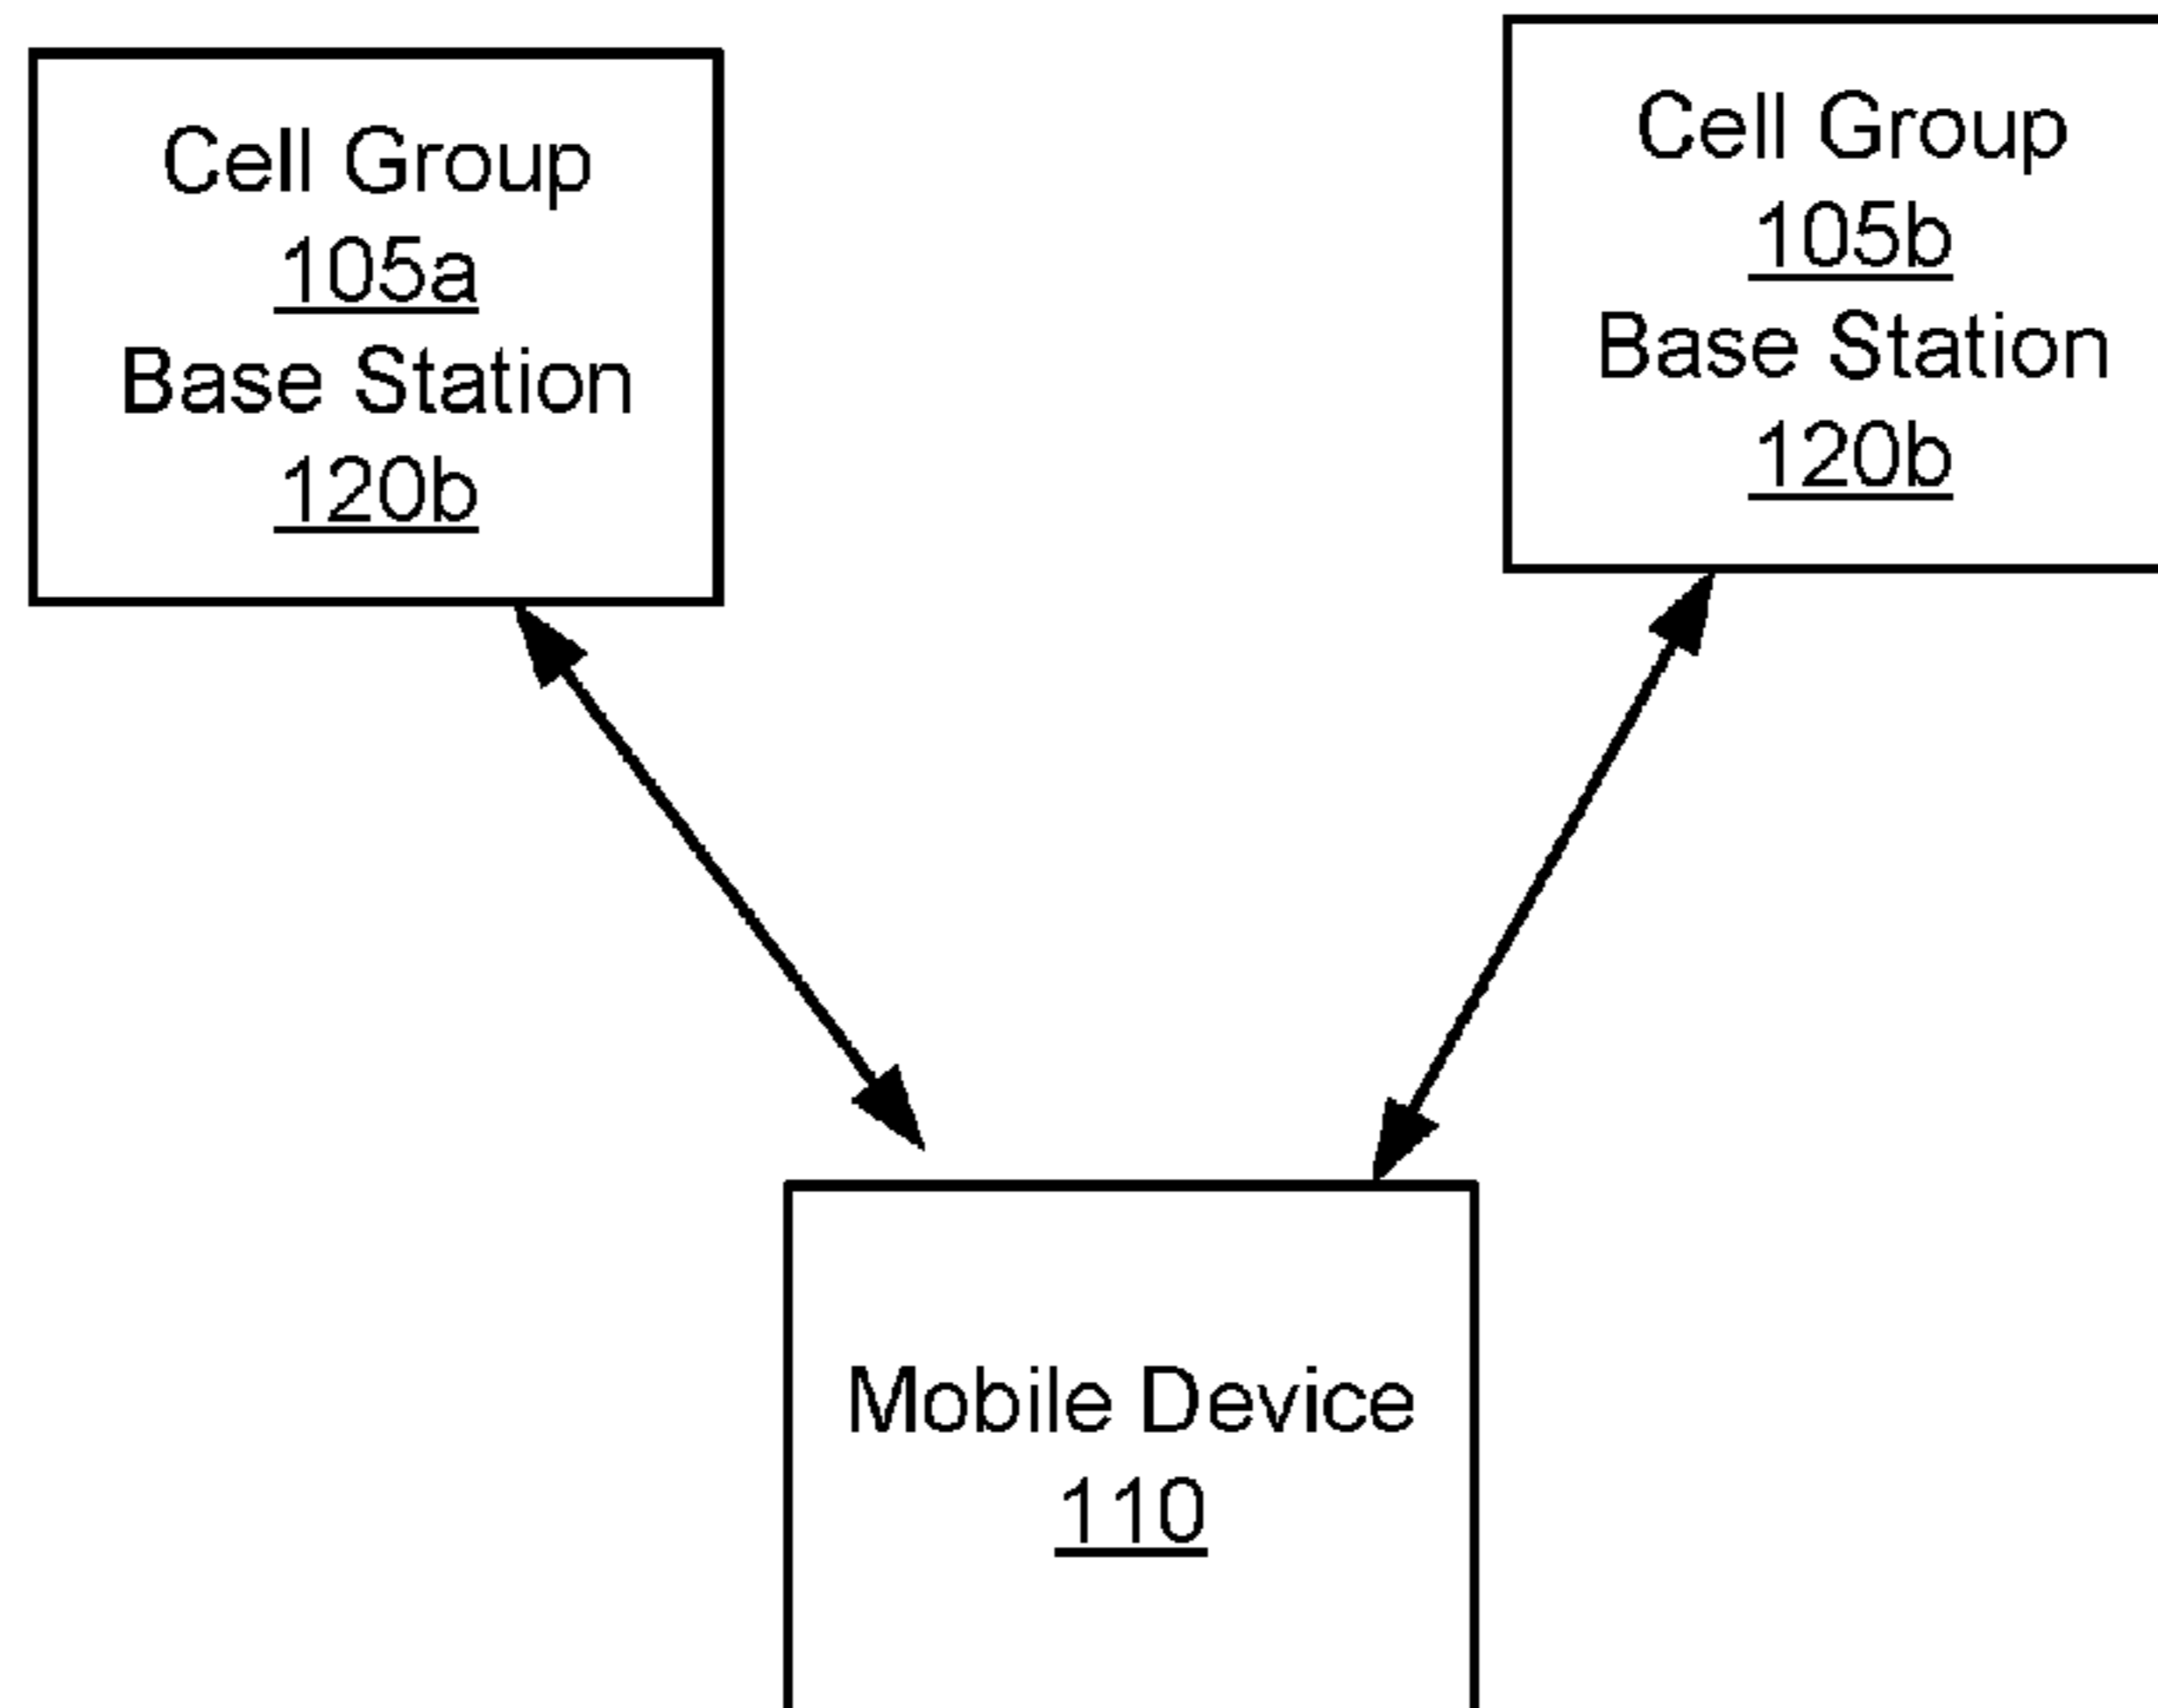 Cell Group
105a
Base Station
120b
Cell Group
105b
Base Station
120b
Mobile Device
110